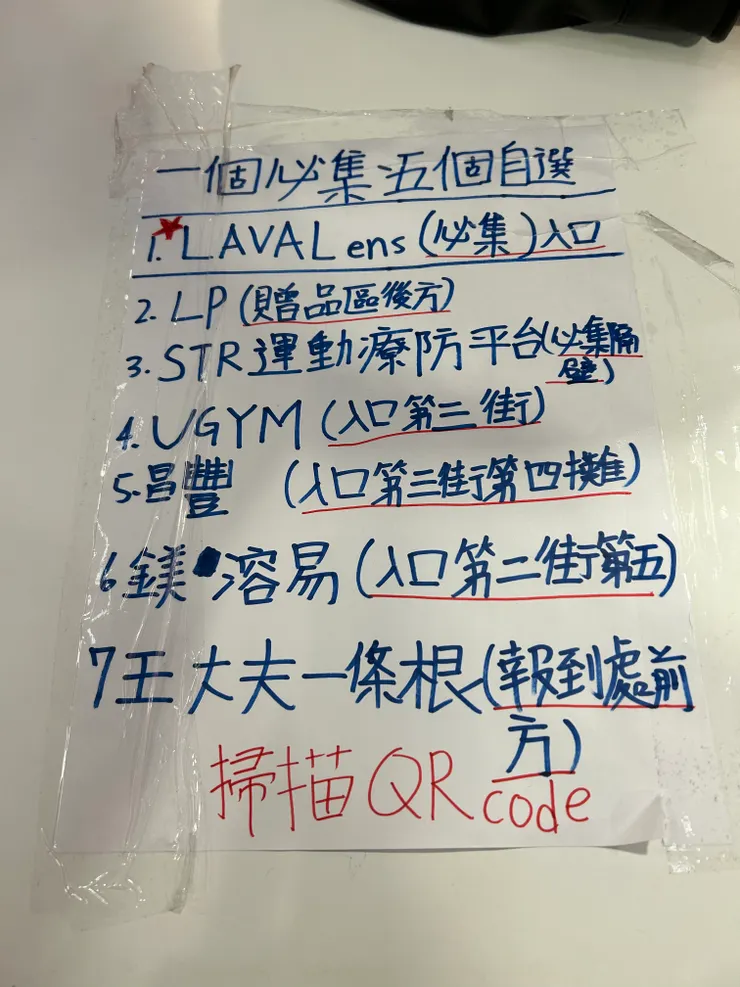 一個必集五個自選
1. LAVALens (必集)入口
2. LP (贈品區後方)
3. STR運動療防平台(必集隔
壁)
4. UGYM (入口第三街)
5.昌豐 (入口第三街第四攤)
6鎂溶易(入口第二街第五)
7王大夫一條根(報到處前
方)
掃描QR code